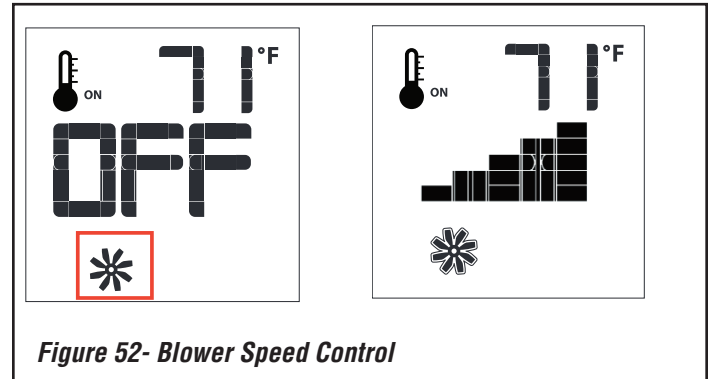 71 °F
ON
OFF
71 °F
ON
Figure 52- Blower Speed Control